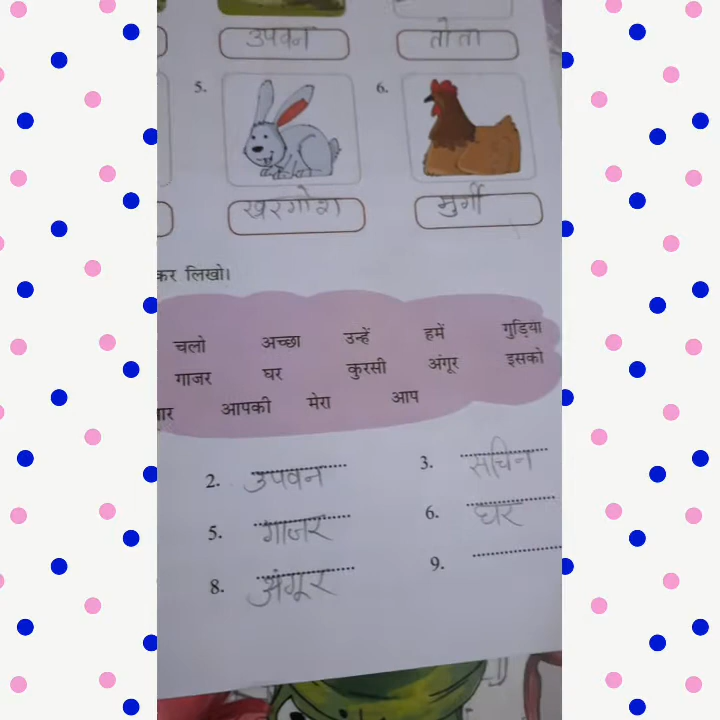 उपवन तोता
5. 6.
खरगोश मुर्गी
कर लिखो।
चलो अच्छा उन्हें हमें गुड़िया
गाजर घर कुरसी अंगूर इसको
आपकी मेरा आप
2. उपवन 3. सचिन
5. गाजर 6. घर
8. अंगूर 9.